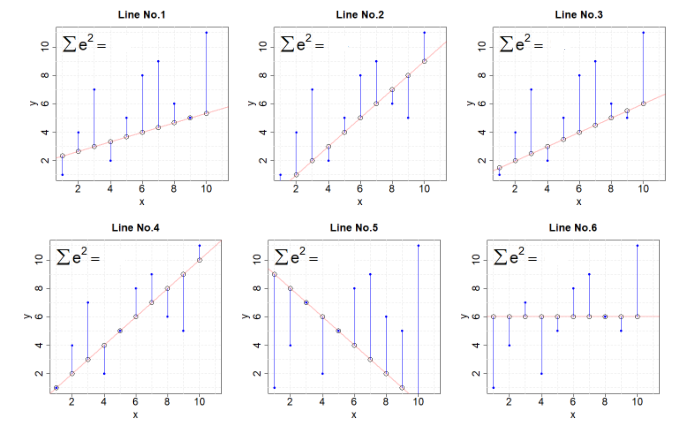 Line No.1
∑e² =
y
2 4 6 8 10
2 4 6 8 10
x
Line No.2
∑e² =
y
2 4 6 8 10
2 4 6 8 10
x
Line No.3
∑e² =
y
2 4 6 8 10
2 4 6 8 10
x
Line No.4
∑e² =
y
2 4 6 8 10
2 4 6 8 10
x
Line No.5
∑e² =
y
2 4 6 8 10
2 4 6 8 10
x
Line No.6
∑e² =
y
2 4 6 8 10
2 4 6 8 10
x